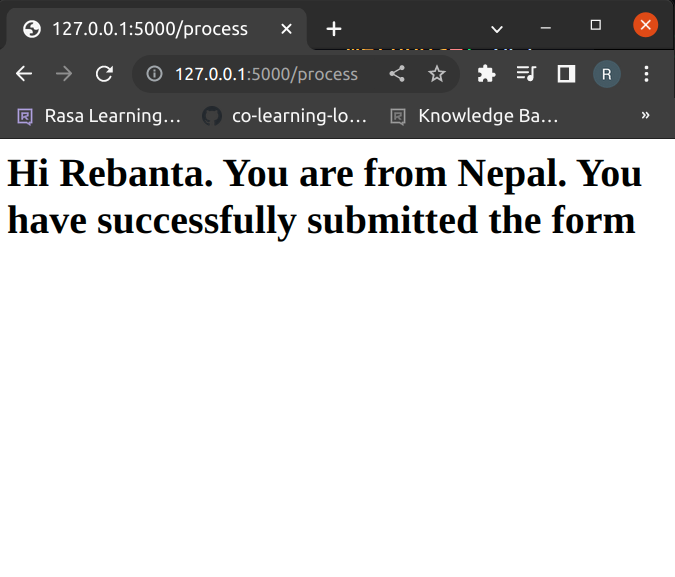 127.0.0.1:5000/process
127.0.0.1:5000/process
R
Rasa Learning...
co-learning-lo...
Knowledge Ba...
»
Hi Rebanta. You are from Nepal. You
have successfully submitted the form